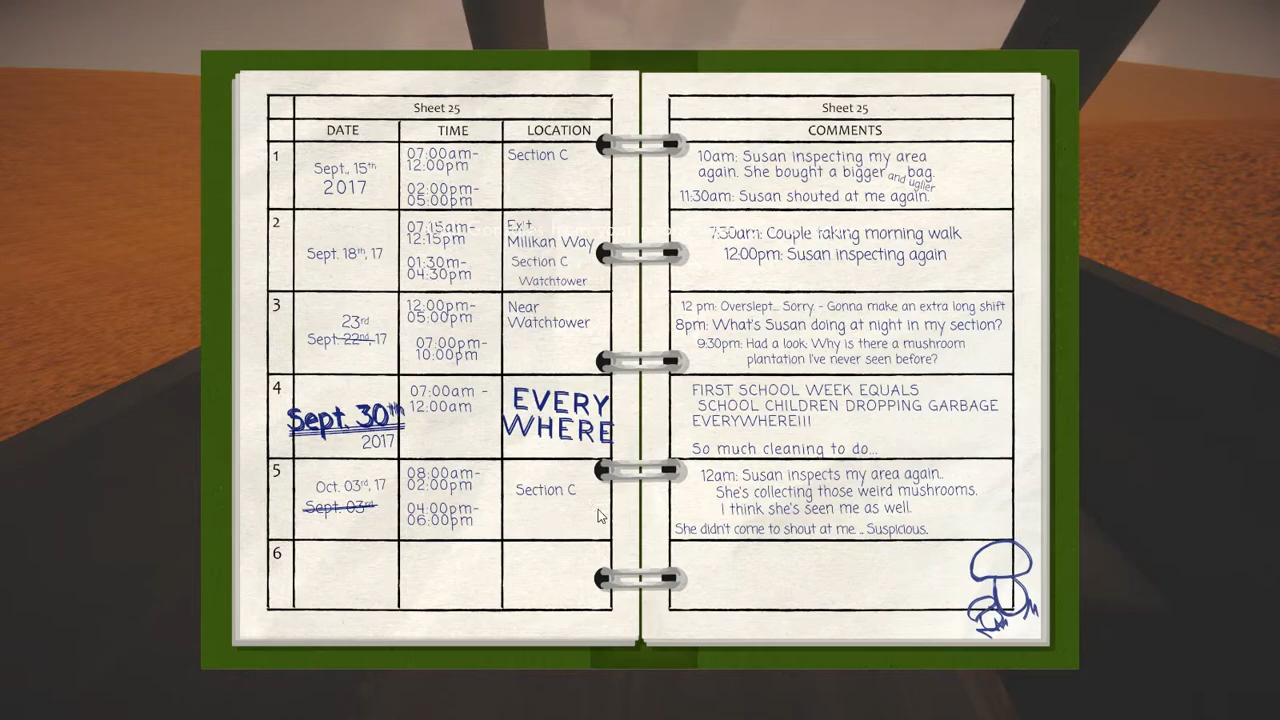 Sheet 25
DATE TIME LOCATION
1
Sept., 15th
2017
07:00am-
12:00pm
02:00pm-
05:00pm
Section C
2
Sept. 18th, 17
07:15am-
12:15pm
01:30pm-
04:30pm
Exit
Milikan Way
Section C
Watchtower
3
23rd
Sept. 22nd, 17
12:00pm-
05:00pm
07:00pm-
10:00pm
Near
Watchtower
4
Sept. 30th
2017
07:00am -
12:00am
EVERY
WHERE
5
Oct. 03rd, 17
Sept. 03rd
08:00am-
02:00pm
04:00pm-
06:00pm
Section C
6
Sheet 25
COMMENTS
10am: Susan inspecting my area
again. She bought a bigger and uglier bag.
11:30am: Susan shouted at me again.
7:30am: Couple taking morning walk
12:00pm: Susan inspecting again
12 pm: Overslept... Sorry. - Gonna make an extra long shift
8pm: What's Susan doing at night in my section?
9:30pm: Had a look. Why is there a mushroom
plantation I've never seen before?
FIRST SCHOOL WEEK EQUALS
SCHOOL CHILDREN DROPPING GARBAGE
EVERYWHERE!!!
So much cleaning to do...
12am: Susan inspects my area again..
She's collecting those weird mushrooms.
I think she's seen me as well.
She didn't come to shout at me ... Suspicious.